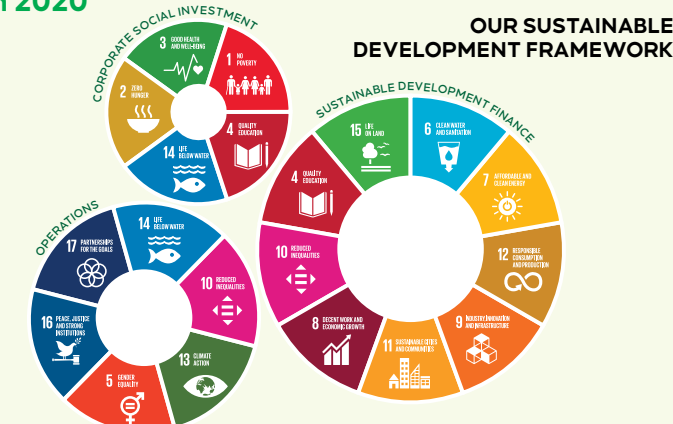 2020
OUR SUSTAINABLE
DEVELOPMENT FRAMEWORK
CORPORATE SOCIAL INVESTMENT
3 GOOD HEALTH
AND WELL-BEING
1 NO
POVERTY
2 ZERO
HUNGER
4 QUALITY
EDUCATION
14 LIFE
BELOW WATER
SUSTAINABLE DEVELOPMENT FINANCE
15 LIFE
ON LAND
6 CLEAN WATER
AND SANITATION
4 QUALITY
EDUCATION
7 AFFORDABLE AND
CLEAN ENERGY
10 REDUCED
INEQUALITIES
12 RESPONSIBLE
CONSUMPTION
AND PRODUCTION
8 DECENT WORK AND
ECONOMIC GROWTH
9 INDUSTRY, INNOVATION
AND INFRASTRUCTURE
11 SUSTAINABLE CITIES
AND COMMUNITIES
OPERATIONS
14 LIFE
BELOW WATER
17 PARTNERSHIPS
FOR THE GOALS
10 REDUCED
INEQUALITIES
16 PEACE, JUSTICE
AND STRONG
INSTITUTIONS
13 CLIMATE
ACTION
5 GENDER
EQUALITY